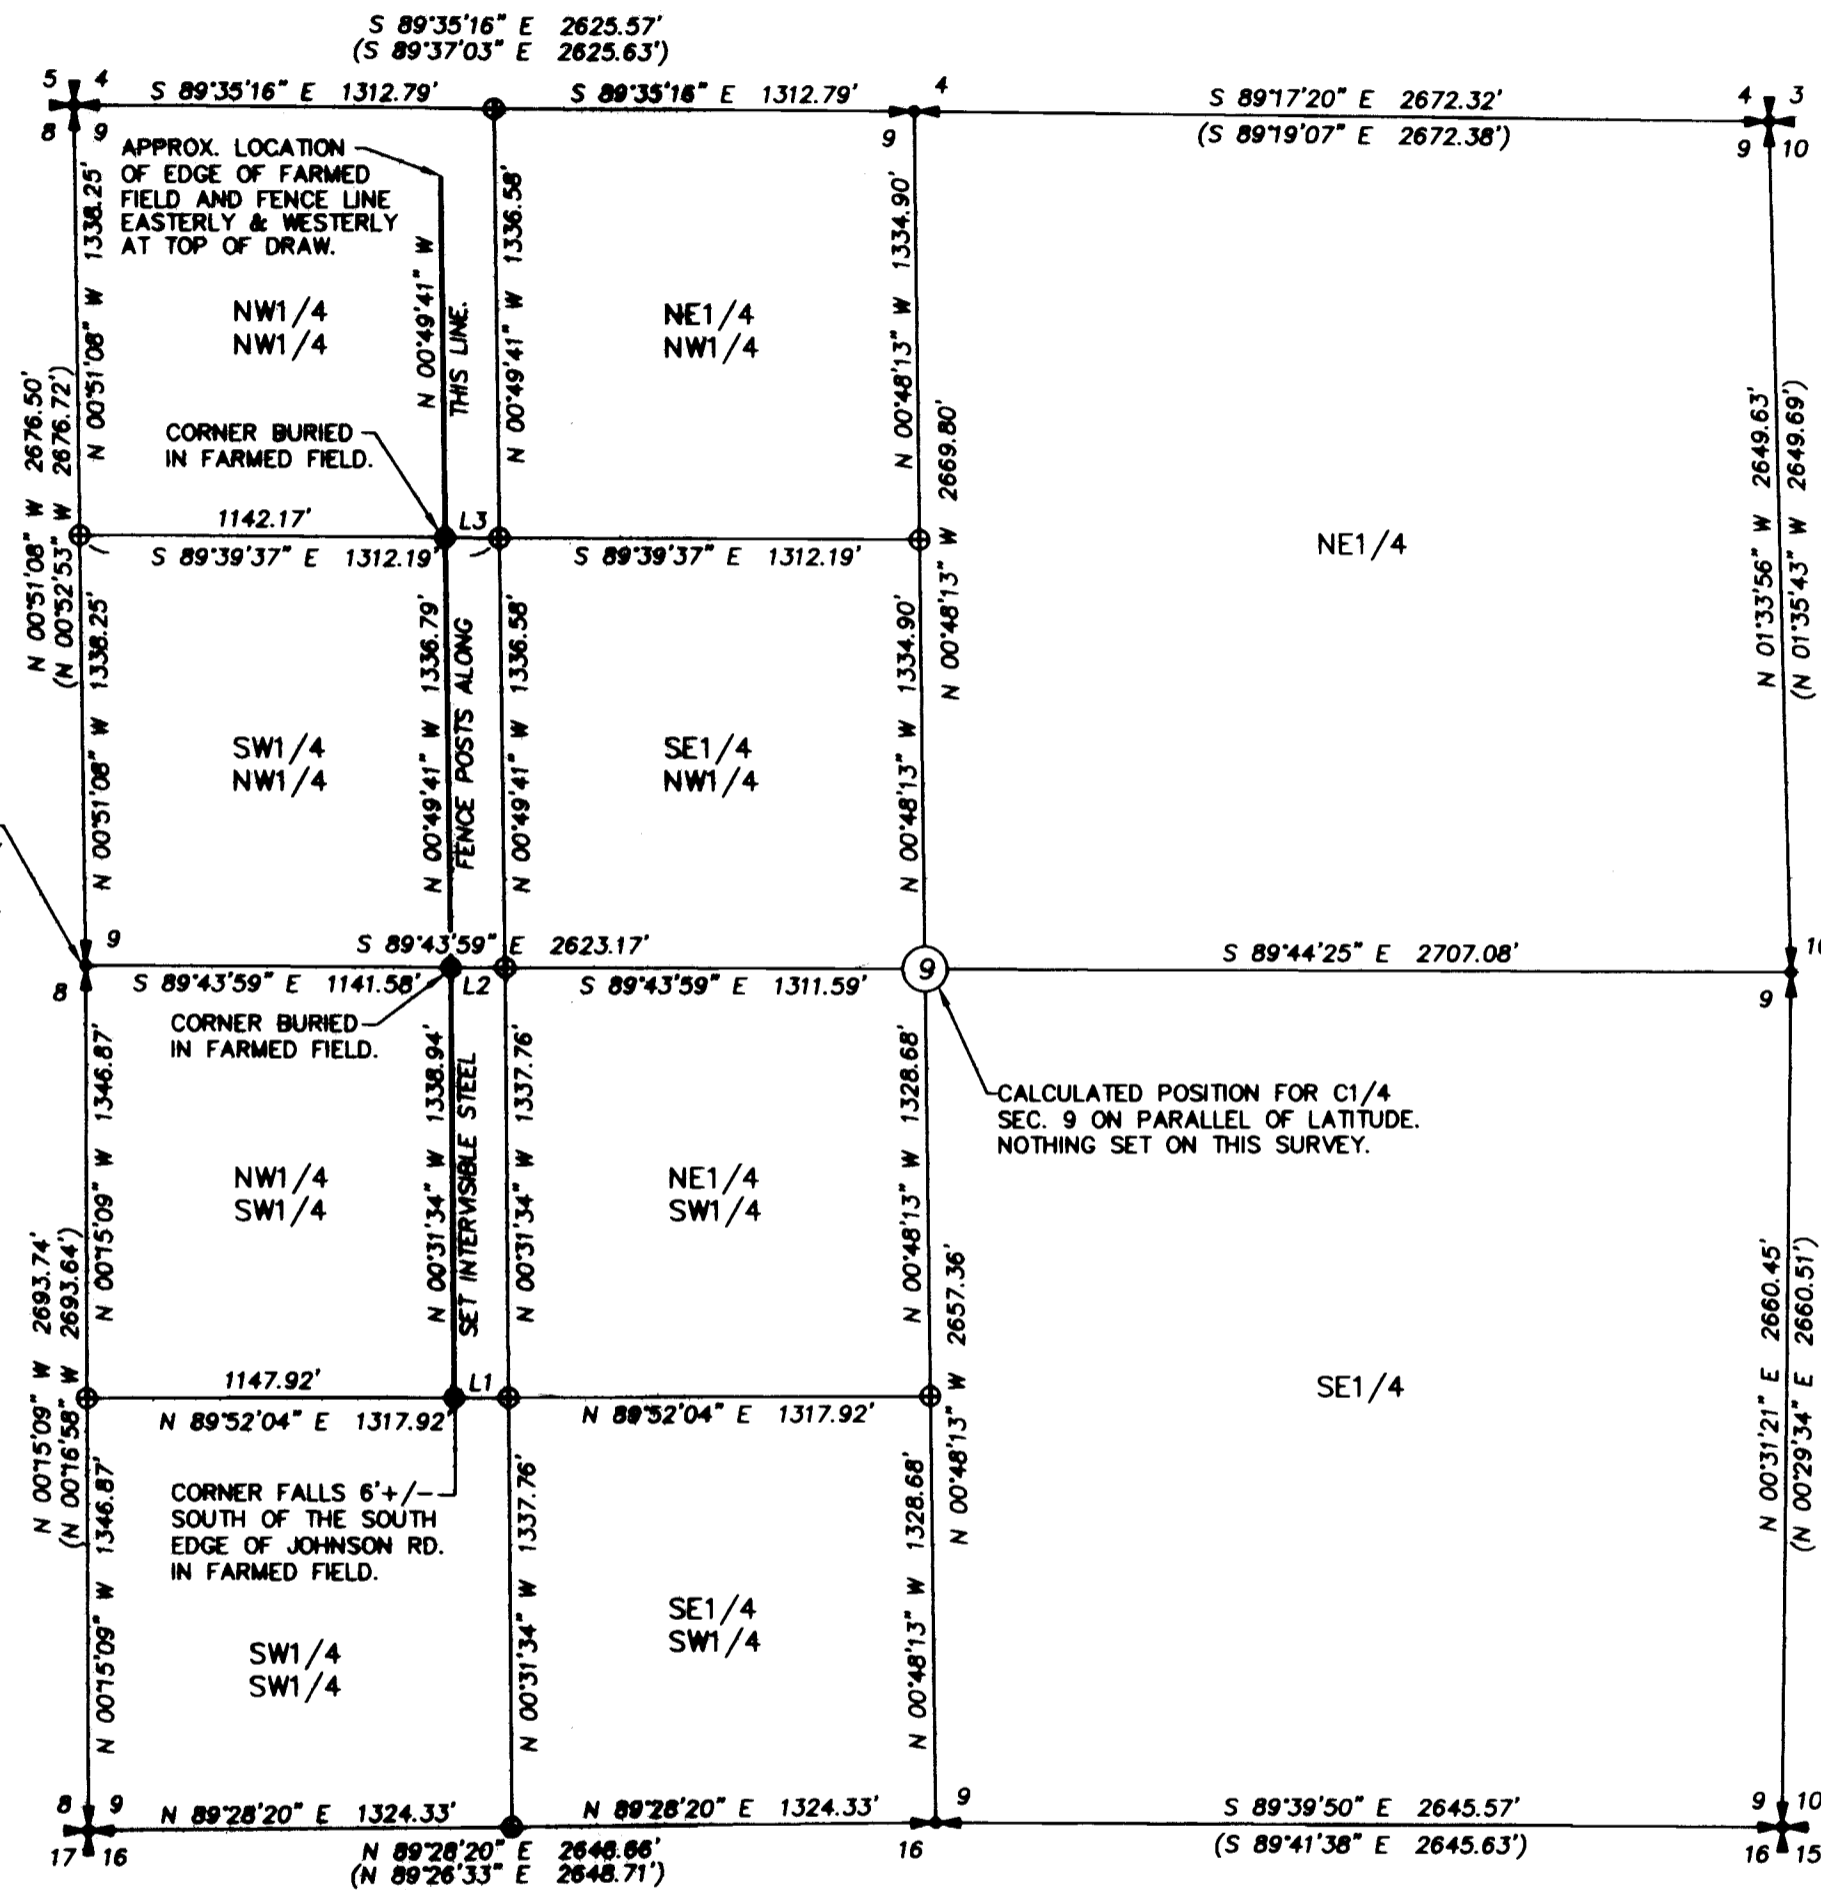 S 89°35'16" E 2625.57'
(S 89°37'03" E 2625.63')
5 4
S 89°35'16" E 1312.79'
S 89°35'16" E 1312.79'
4
S 89°17'20" E 2672.32'
4 3
8 9
9
(S 89°19'07" E 2672.38')
9 10
APPROX. LOCATION
OF EDGE OF FARMED
FIELD AND FENCE LINE
EASTERLY & WESTERLY
AT TOP OF DRAW.
N 00°51'08" W 1338.25'
N 00°49'41" W
THIS LINE.
N 00°49'41" W 1336.58'
N 00°48'13" W 1334.90'
NW1/4
NW1/4
NE1/4
NW1/4
N 00°51'08" W 2676.50'
(N 00°52'53" W 2676.72')
N 00°48'13" W 2669.80'
N 01°33'56" W 2649.63'
(N 01°35'43" W 2649.69')
CORNER BURIED
IN FARMED FIELD.
1142.17'
L3
S 89°39'37" E 1312.19'
S 89°39'37" E 1312.19'
NE1/4
N 00°51'08" W 1338.25'
N 00°49'41" W 1336.79'
FENCE POSTS ALONG
N 00°49'41" W 1336.58'
N 00°48'13" W 1334.90'
SW1/4
NW1/4
SE1/4
NW1/4
9
S 89°43'59" E 2623.17'
S 89°44'25" E 2707.08'
10
9
8
S 89°43'59" E 1141.58'
L2
S 89°43'59" E 1311.59'
9
CORNER BURIED
IN FARMED FIELD.
N 00°15'09" W 1346.87'
N 00°31'34" W 1338.94'
SET INTERVISIBLE STEEL
N 00°31'34" W 1337.76'
N 00°48'13" W 1328.68'
CALCULATED POSITION FOR C1/4
SEC. 9 ON PARALLEL OF LATITUDE.
NOTHING SET ON THIS SURVEY.
NW1/4
SW1/4
NE1/4
SW1/4
N 00°15'09" W 2693.74'
(N 00°16'58" W 2693.64')
N 00°48'13" W 2657.36'
N 00°31'21" E 2660.45'
(N 00°29'34" E 2660.51')
1147.92'
L1
N 89°52'04" E 1317.92'
N 89°52'04" E 1317.92'
SE1/4
CORNER FALLS 6'+/-
SOUTH OF THE SOUTH
EDGE OF JOHNSON RD.
IN FARMED FIELD.
N 00°15'09" W 1346.87'
N 00°31'34" W 1337.76'
N 00°48'13" W 1328.68'
SW1/4
SW1/4
SE1/4
SW1/4
8 9
N 89°28'20" E 1324.33'
N 89°28'20" E 1324.33'
9
S 89°39'50" E 2645.57'
9 10
17 16
N 89°28'20" E 2648.66'
(N 89°26'33" E 2648.71')
16
(S 89°41'38" E 2645.63')
16 15